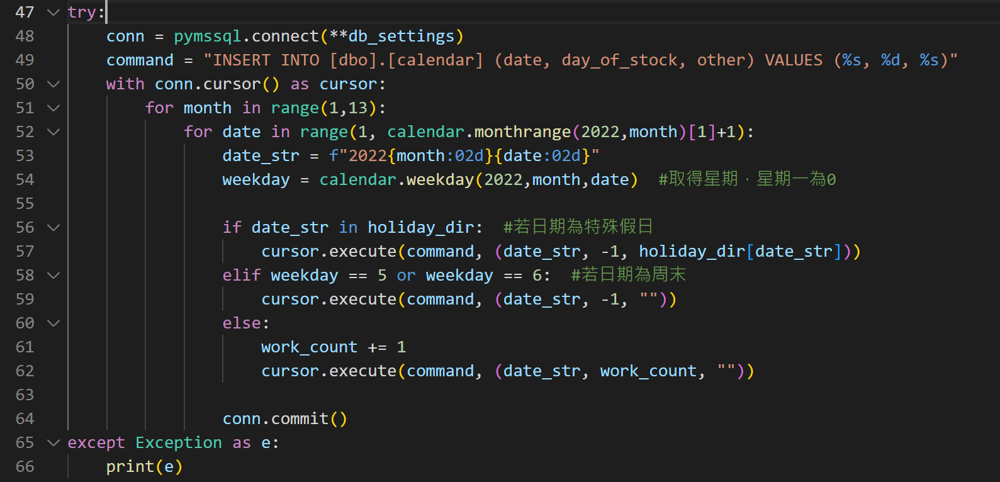 47 try:
48 conn = pymssql.connect(**db_settings)
49 command = "INSERT INTO [dbo].[calendar] (date, day_of_stock, other) VALUES (%s, %d, %s)"
50 with conn.cursor() as cursor:
51 for month in range(1,13):
52 for date in range(1, calendar.monthrange(2022,month)[1]+1):
53 date_str = f"2022{month:02d}{date:02d}"
54 weekday = calendar.weekday(2022,month,date)  #取得星期，星期一為0
55
56 if date_str in holiday_dir:  #若日期為特殊假日
57 cursor.execute(command, (date_str, -1, holiday_dir[date_str]))
58 elif weekday == 5 or weekday == 6:  #若日期為周末
59 cursor.execute(command, (date_str, -1, ""))
60 else:
61 work_count += 1
62 cursor.execute(command, (date_str, work_count, ""))
63
64 conn.commit()
65 except Exception as e:
66 print(e)